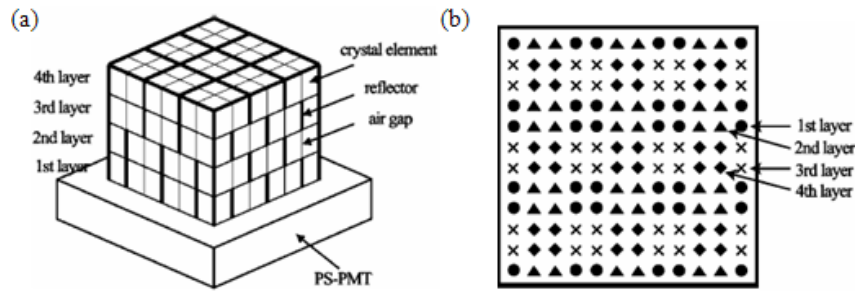 (a)
4th layer
3rd layer
2nd layer
1st layer
crystal element
reflector
air gap
PS-PMT
(b)
1st layer
2nd layer
3rd layer
4th layer